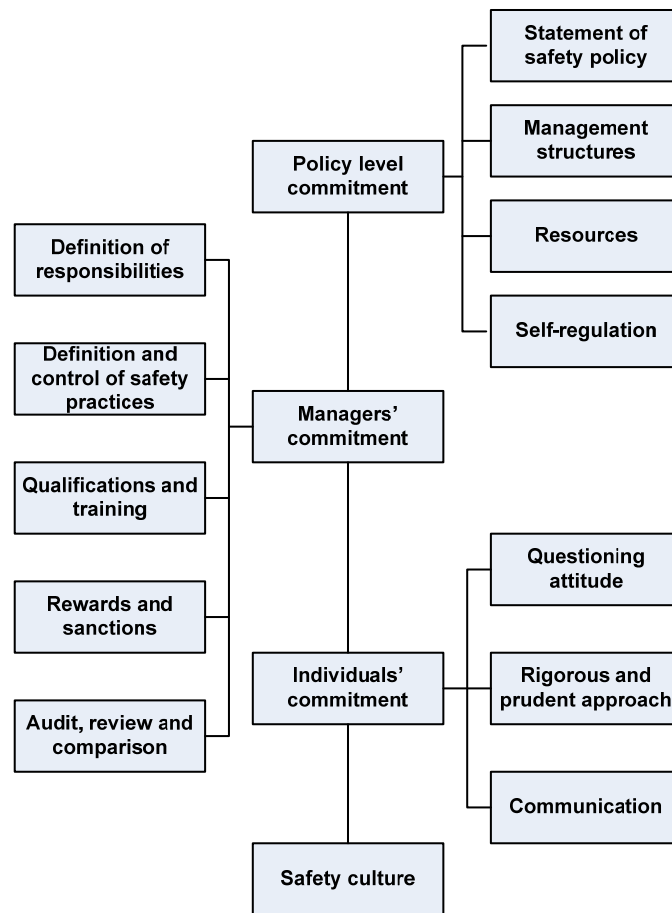 Statement of
safety policy
Management
structures
Policy level
commitment
Resources
Definition of
responsibilities
Self-regulation
Definition and
control of safety
practices
Managers'
commitment
Qualifications and
training
Questioning
attitude
Rewards and
sanctions
Individuals'
commitment
Rigorous and
prudent approach
Audit, review and
comparison
Communication
Safety culture